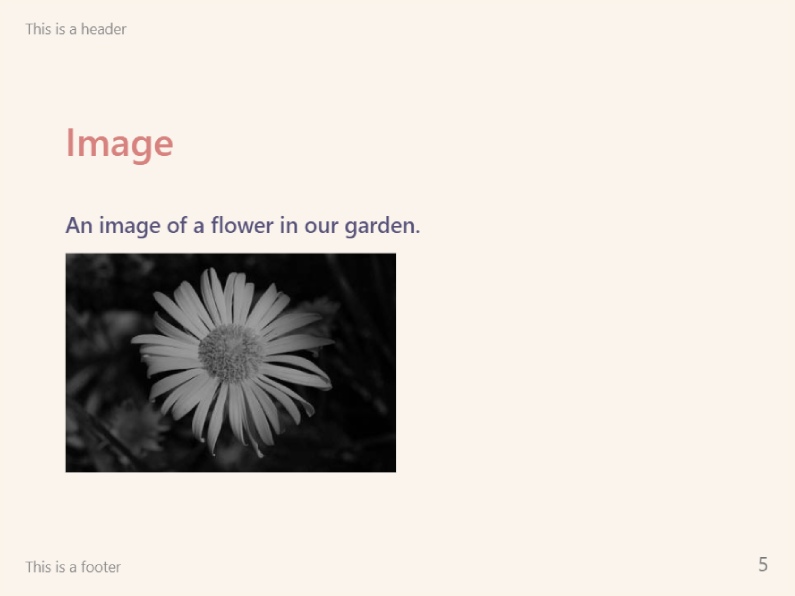 This is a header
Image
An image of a flower in our garden.
This is a footer
5